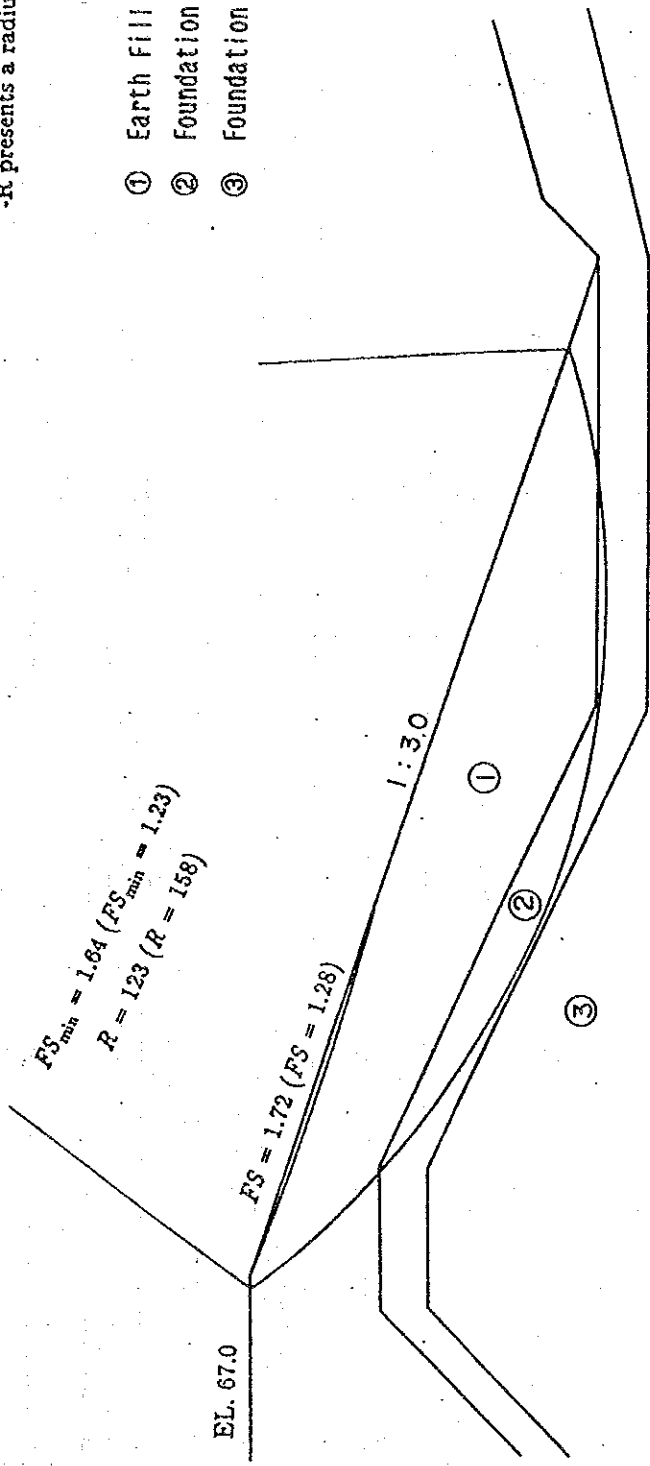 -R presents a radiu
① Earth Fill
② Foundation
③ Foundation
FSmin = 1.64 (FSmin = 1.23)
R = 123 (R = 158)
FS = 1.72 (FS = 1.28)
EL. 67.0
1 : 3.0
①
②
③